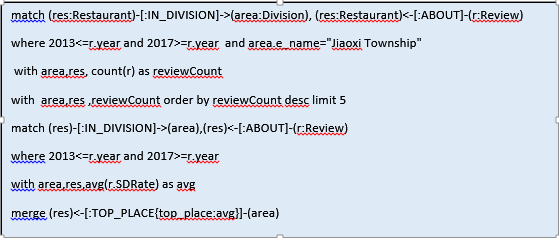 match (res:Restaurant)-[:IN_DIVISION]->(area:Division), (res:Restaurant)<-[:ABOUT]-(r:Review)
where 2013<=r.year and 2017>=r.year  and area.e_name="Jiaoxi Township"
with area,res, count(r) as reviewCount
with  area,res ,reviewCount order by reviewCount desc limit 5
match (res)-[:IN_DIVISION]->(area),(res)<-[:ABOUT]-(r:Review)
where 2013<=r.year and 2017>=r.year
with area,res,avg(r.SDRate) as avg
merge (res)<-[:TOP_PLACE{top_place:avg}]-(area)